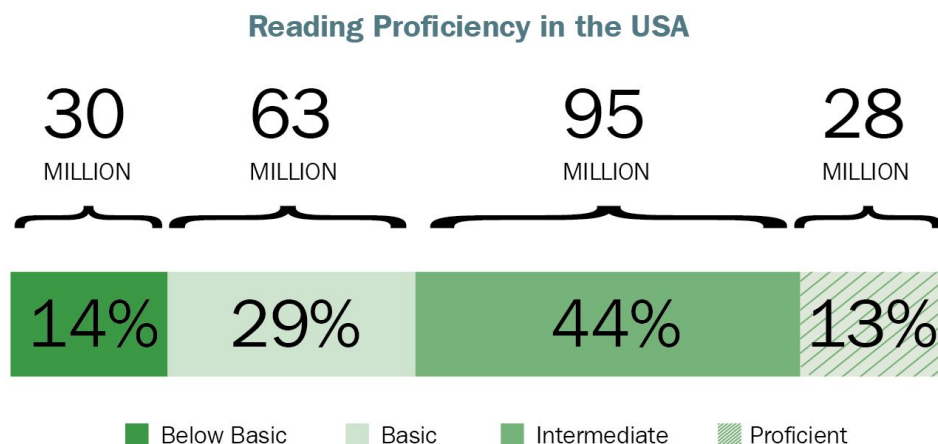 Reading Proficiency in the USA
30 63 95 28
MILLION MILLION MILLION MILLION
14% 29% 44% 13%
Below Basic Basic Intermediate Proficient